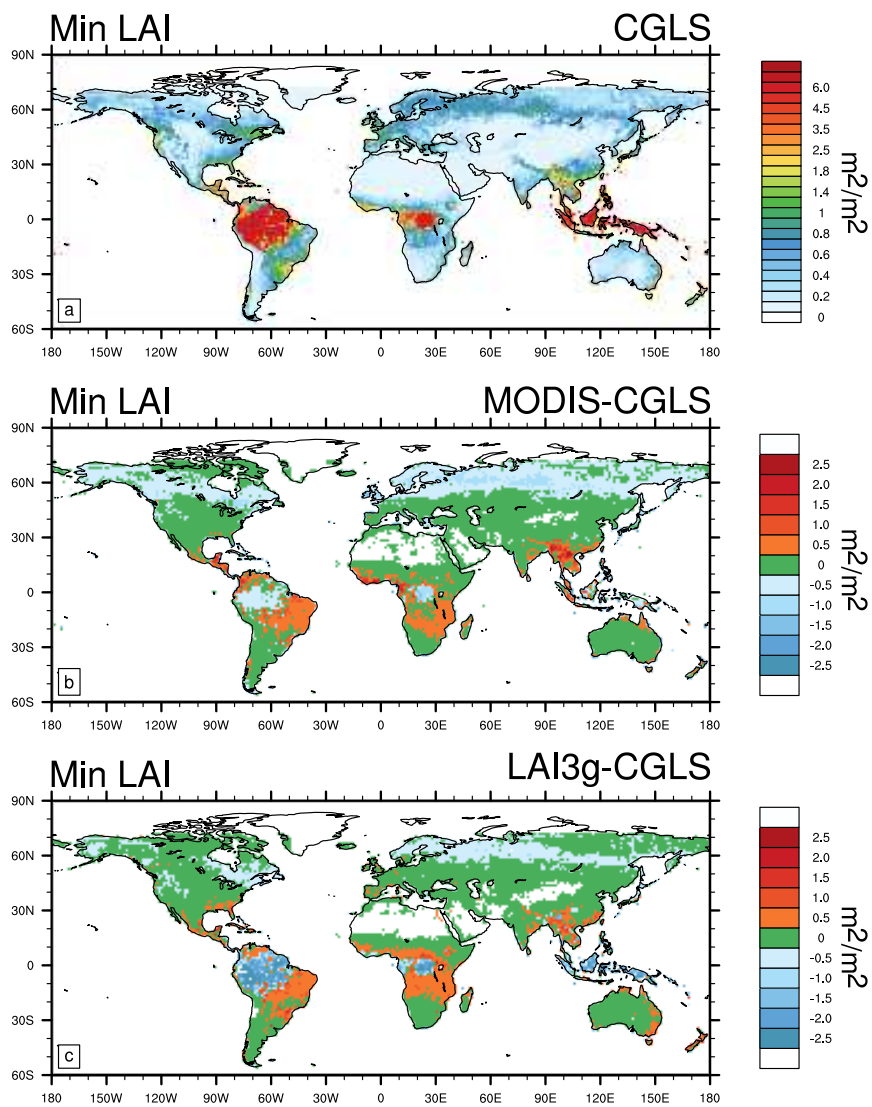 Min LAI CGLS
90N
60N
30N
0
30S
60S
a
180 150W 120W 90W 60W 30W 0 30E 60E 90E 120E 150E 180
6.0
4.5
3.5
2.5
1.8
1.4
1
0.8
0.6
0.4
0.2
0
m2/m2
Min LAI MODIS-CGLS
90N
60N
30N
0
30S
60S
b
180 150W 120W 90W 60W 30W 0 30E 60E 90E 120E 150E 180
2.5
2.0
1.5
1.0
0.5
0
-0.5
-1.0
-1.5
-2.0
-2.5
m2/m2
Min LAI LAI3g-CGLS
90N
60N
30N
0
30S
60S
c
180 150W 120W 90W 60W 30W 0 30E 60E 90E 120E 150E 180
2.5
2.0
1.5
1.0
0.5
0
-0.5
-1.0
-1.5
-2.0
-2.5
m2/m2